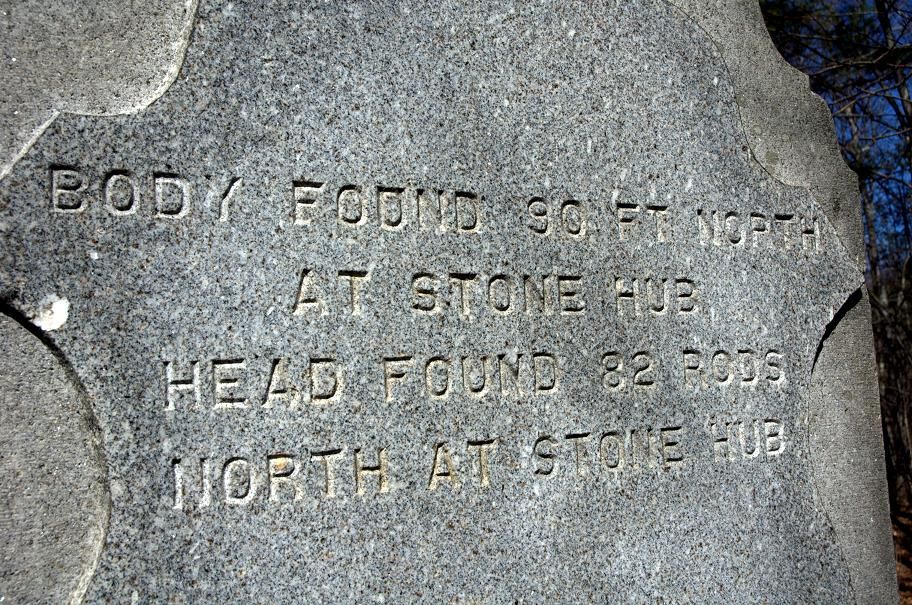 BODY FOUND 90 FT NORTH
AT STONE HUB
HEAD FOUND 82 RODS
NORTH AT STONE HUB